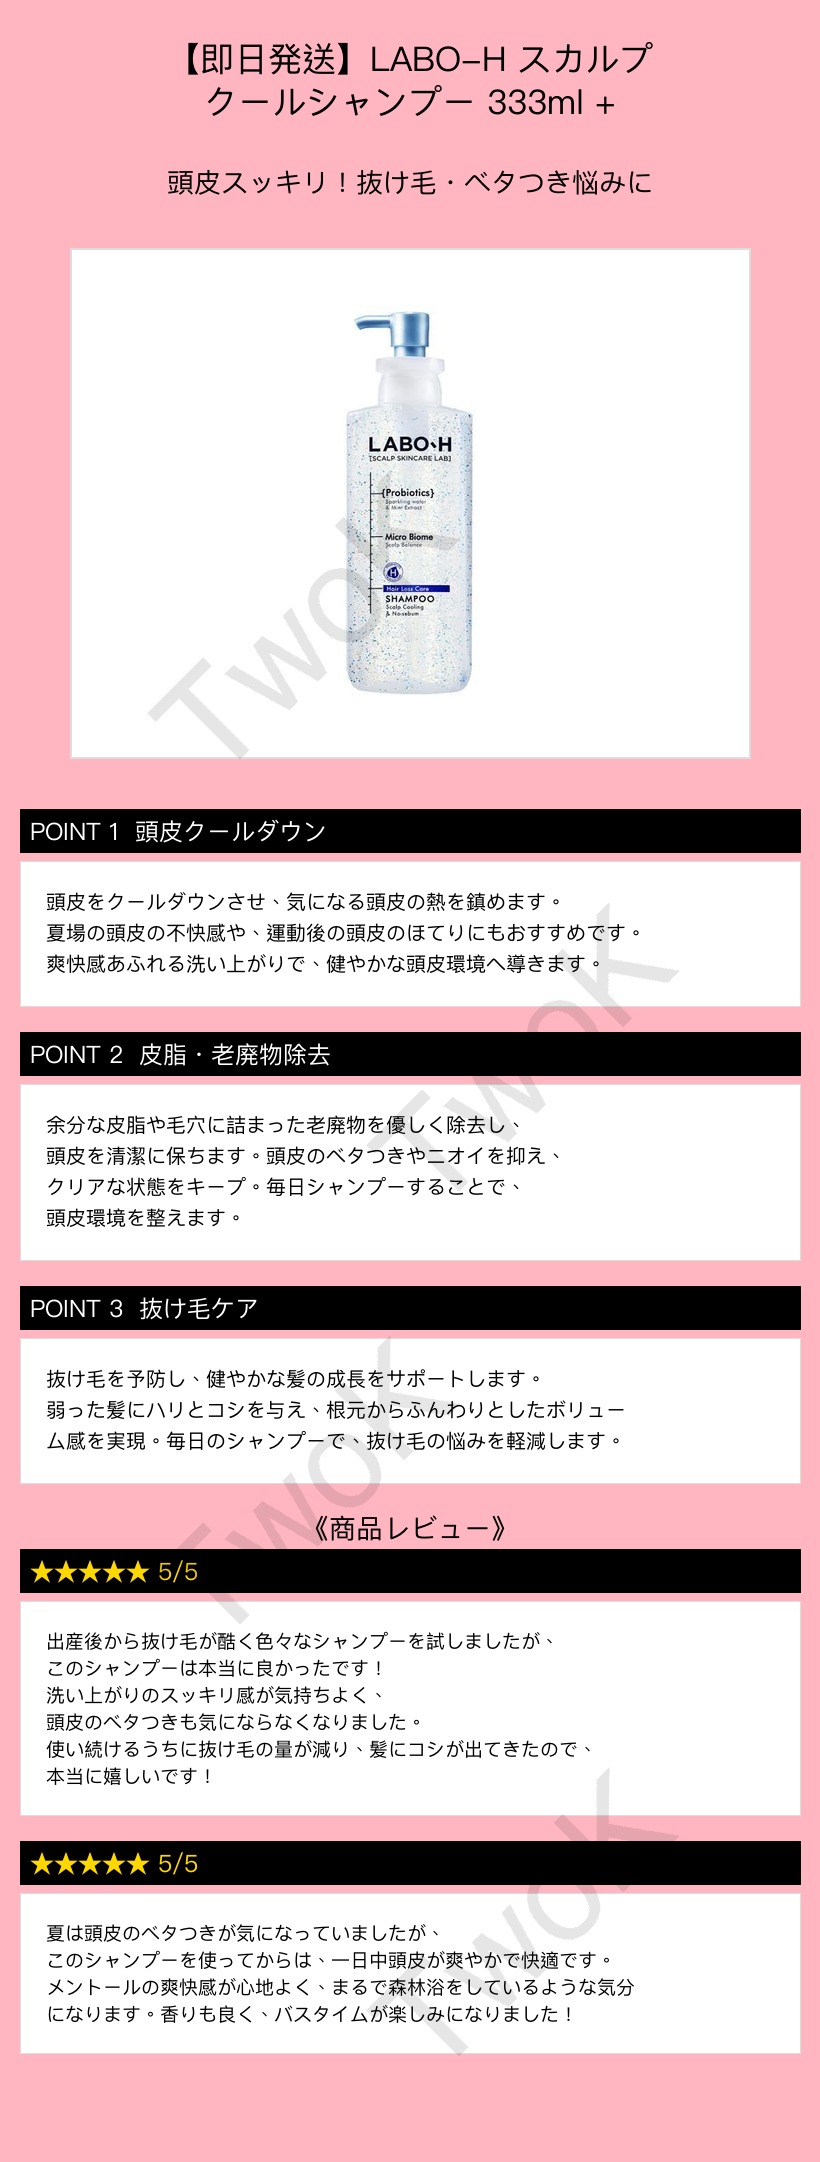 【即日発送】LABO-H スカルプ
クールシャンプー 333ml +
頭皮スッキリ！抜け毛・ベタつき悩みに
LABO-H
[SCALP SKINCARE LAB]
{Probiotics}
Sparkling water
& Mint Extract
Micro Biome
Scalp Balance
H
Hair Loss Care
SHAMPOO
Scalp Cooling
& No-sebum
TwoK
POINT 1 頭皮クールダウン
頭皮をクールダウンさせ、気になる頭皮の熱を鎮めます。
夏場の頭皮の不快感や、運動後の頭皮のほてりにもおすすめです。
爽快感あふれる洗い上がりで、健やかな頭皮環境へ導きます。
TwoK
POINT 2 皮脂・老廃物除去
余分な皮脂や毛穴に詰まった老廃物を優しく除去し、
頭皮を清潔に保ちます。頭皮のベタつきやニオイを抑え、
クリアな状態をキープ。毎日シャンプーすることで、
頭皮環境を整えます。
POINT 3 抜け毛ケア
抜け毛を予防し、健やかな髪の成長をサポートします。
弱った髪にハリとコシを与え、根元からふんわりとしたボリュー
ム感を実現。毎日のシャンプーで、抜け毛の悩みを軽減します。
TwoK
《商品レビュー》
★★★★★ 5/5
出産後から抜け毛が酷く色々なシャンプーを試しましたが、
このシャンプーは本当に良かったです！
洗い上がりのスッキリ感が気持ちよく、
頭皮のベタつきも気にならなくなりました。
使い続けるうちに抜け毛の量が減り、髪にコシが出てきたので、
本当に嬉しいです！
★★★★★ 5/5
夏は頭皮のベタつきが気になっていましたが、
このシャンプーを使ってからは、一日中頭皮が爽やかで快適です。
メントールの爽快感が心地よく、まるで森林浴をしているような気分
になります。香りも良く、バスタイムが楽しみになりました！
TwoK